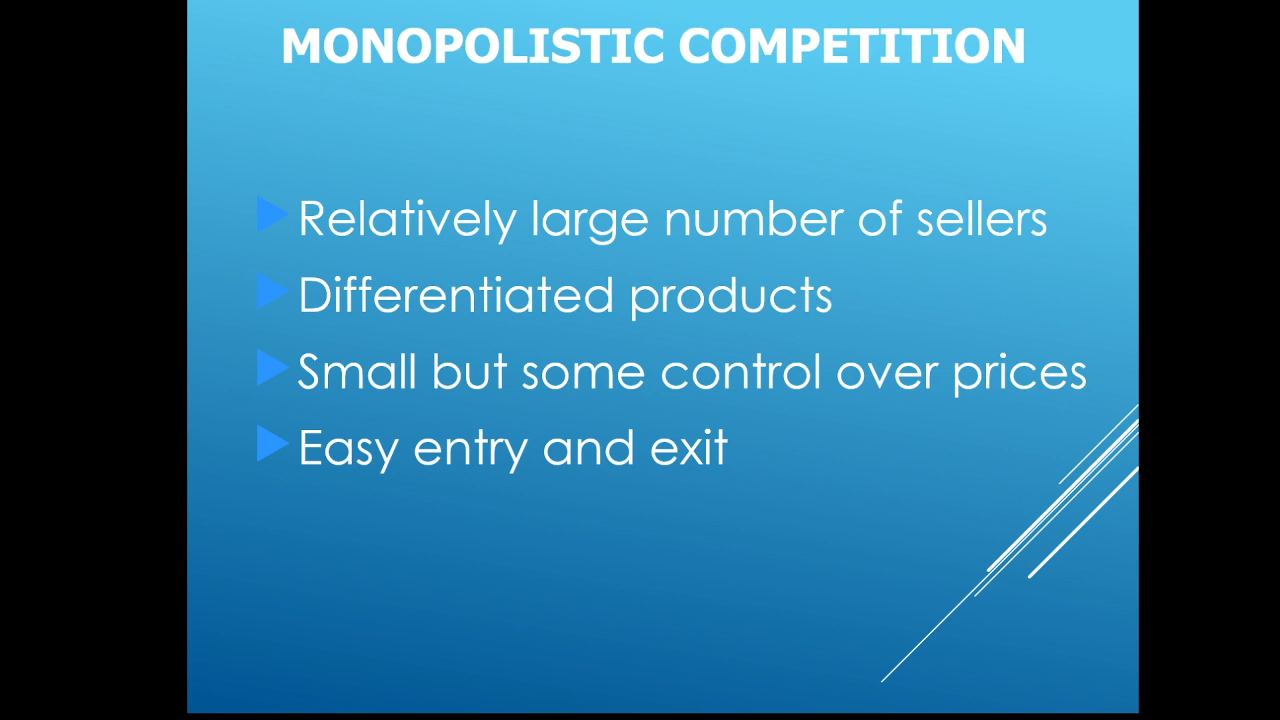 MONOPOLISTIC COMPETITION
Relatively large number of sellers
Differentiated products
Small but some control over prices
Easy entry and exit